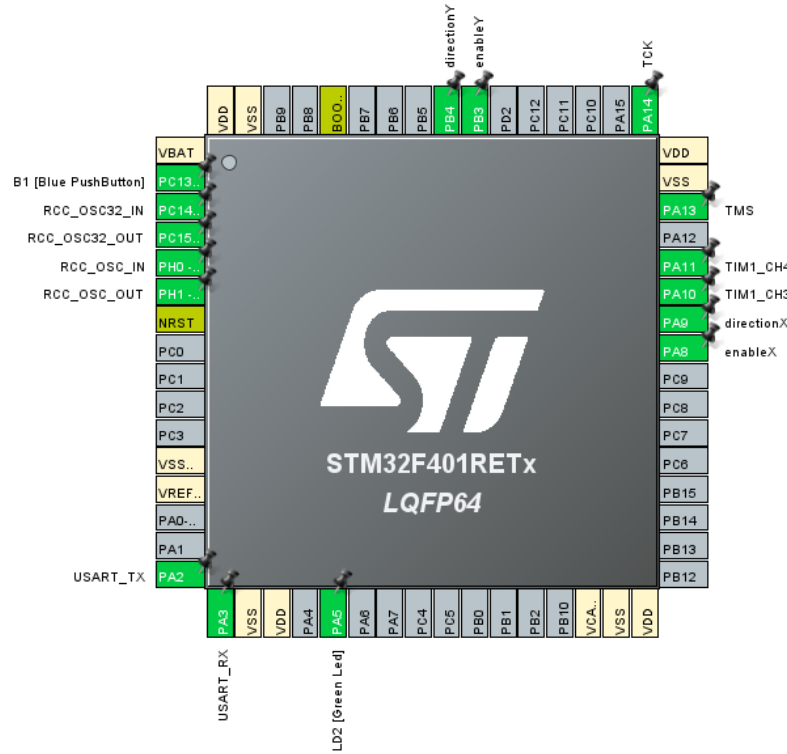 directionY
enableY
TCK
VDD
VSS
PB9
PB8
BOO..
PB7
PB6
PB5
PB4
PB3
PD2
PC12
PC11
PC10
PA15
PA14
B1 [Blue PushButton]
RCC_OSC32_IN
RCC_OSC32_OUT
RCC_OSC_IN
RCC_OSC_OUT
USART_TX
VBAT
PC13..
PC14..
PC15..
PH0 -..
PH1 -..
NRST
PC0
PC1
PC2
PC3
VSS..
VREF..
PA0-..
PA1
PA2
ST
STM32F401RETx
LQFP64
VDD
VSS
PA13
PA12
PA11
PA10
PA9
PA8
PC9
PC8
PC7
PC6
PB15
PB14
PB13
PB12
TMS
TIM1_CH4
TIM1_CH3
directionX
enableX
PA3
VSS
VDD
PA4
PA5
PA6
PA7
PC4
PC5
PB0
PB1
PB2
PB10
VCA..
VSS
VDD
USART_RX
LD2 [Green Led]